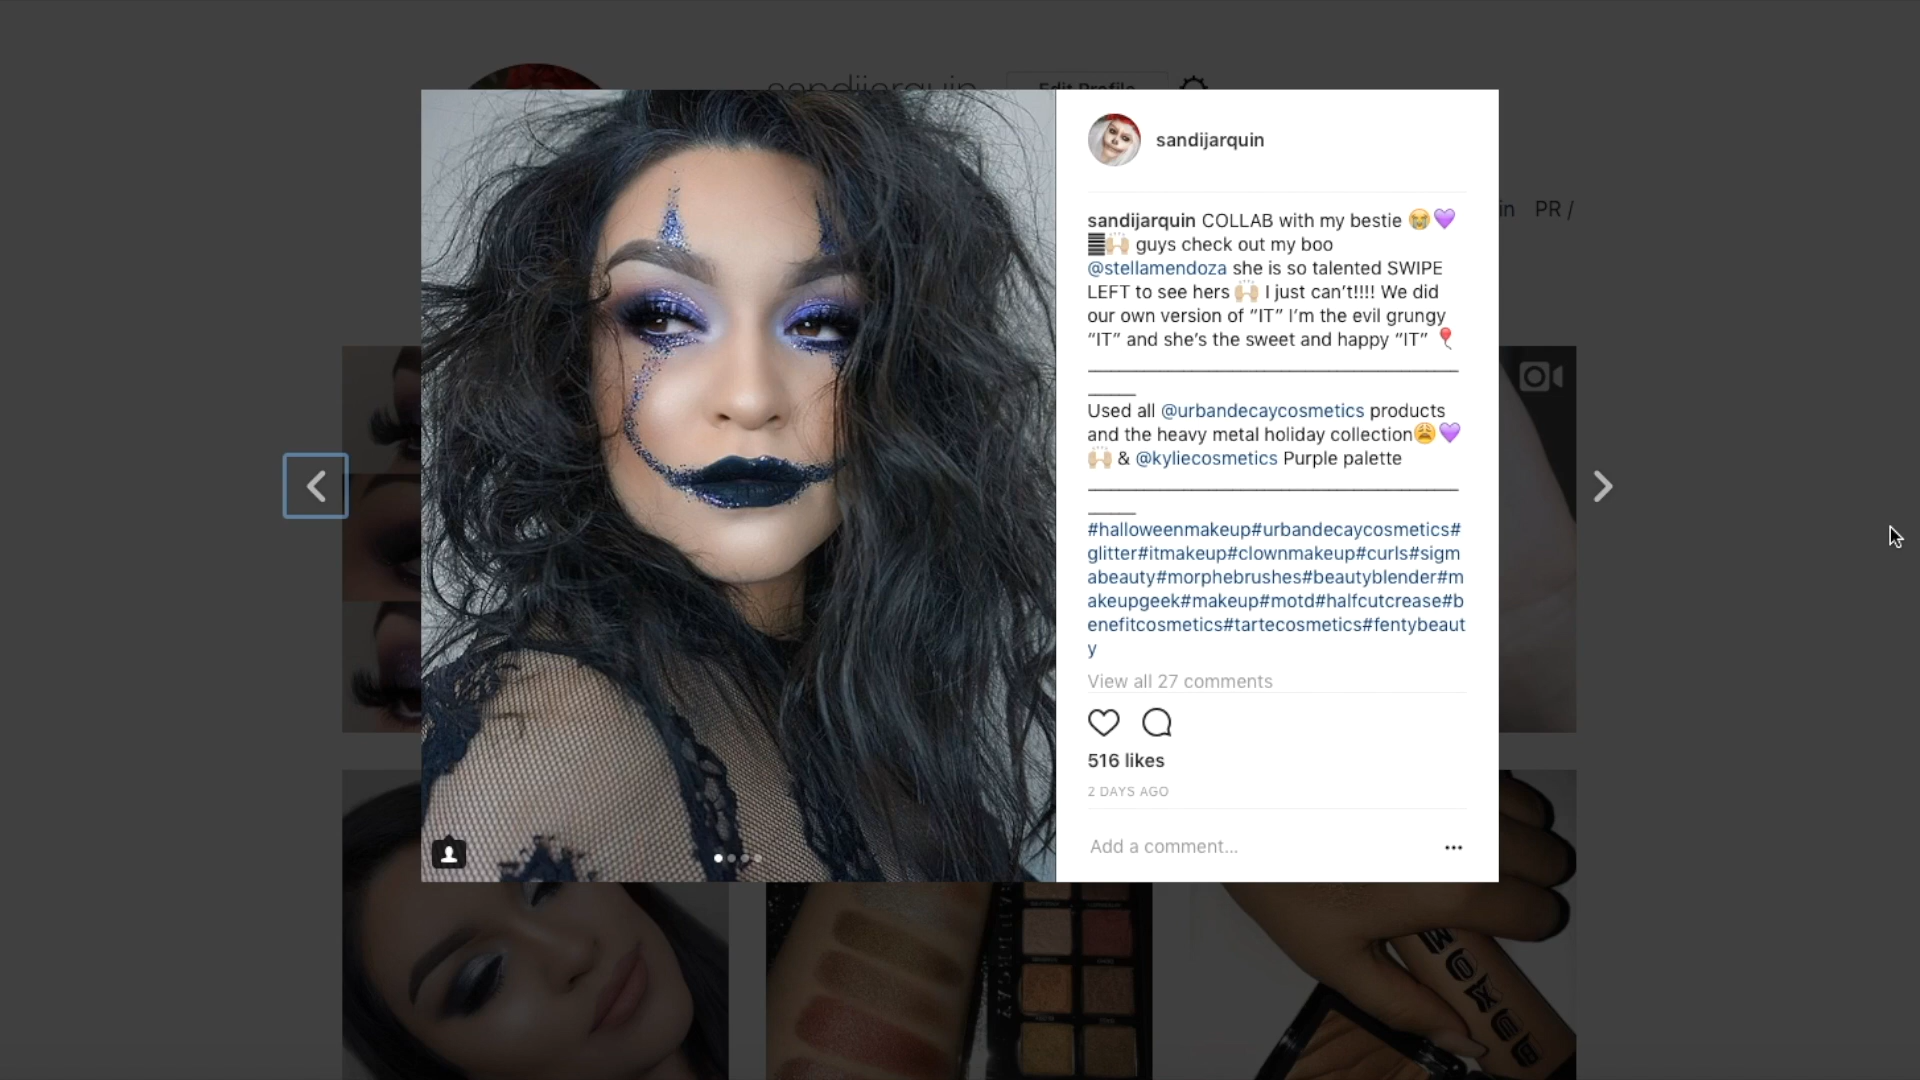 sandijarquin
Edit Profile
in PR /
sandijarquin
sandijarquin COLLAB with my bestie 😭💜
🙌🏼 guys check out my boo
@stellamendoza she is so talented SWIPE
LEFT to see hers 🙌🏼 I just can't!!!! We did
our own version of “IT” I'm the evil grungy
“IT” and she's the sweet and happy “IT” 🎈
Used all @urbandecaycosmetics products
and the heavy metal holiday collection😩💜
🙌🏼 & @kyliecosmetics Purple palette
#halloweenmakeup#urbandecaycosmetics#
glitter#itmakeup#clownmakeup#curls#sigm
abeauty#morphebrushes#beautyblender#m
akeupgeek#makeup#motd#halfcutcrease#b
enefitcosmetics#tartecosmetics#fentybeaut
y
View all 27 comments
516 likes
2 DAYS AGO
Add a comment...